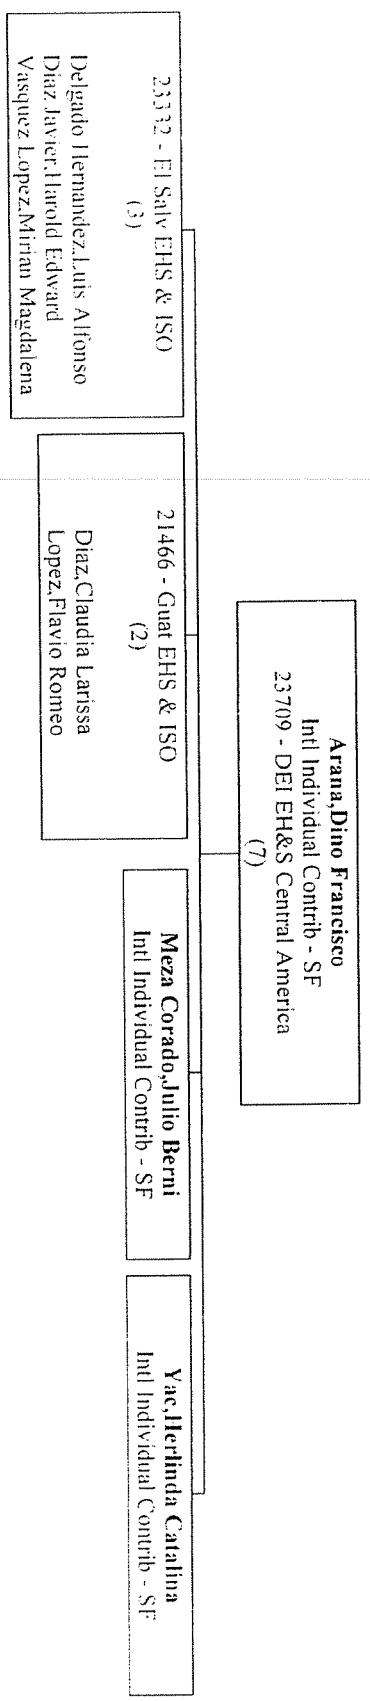 Arana,Dino Francisco
Intl Individual Contrib - SF
23709 - DEI EH&S Central America
(7)
23332 - El Salv EHS & ISO
(3)
Delgado Hernandez,Luis Alfonso
Diaz Javier,Harold Edward
Vasquez Lopez,Mirian Magdalena
21466 - Guat EHS & ISO
(2)
Diaz,Claudia Larissa
Lopez,Flavio Romeo
Meza Corado,Julio Berni
Intl Individual Contrib - SF
Yac,Herlinda Catalina
Intl Individual Contrib - SF